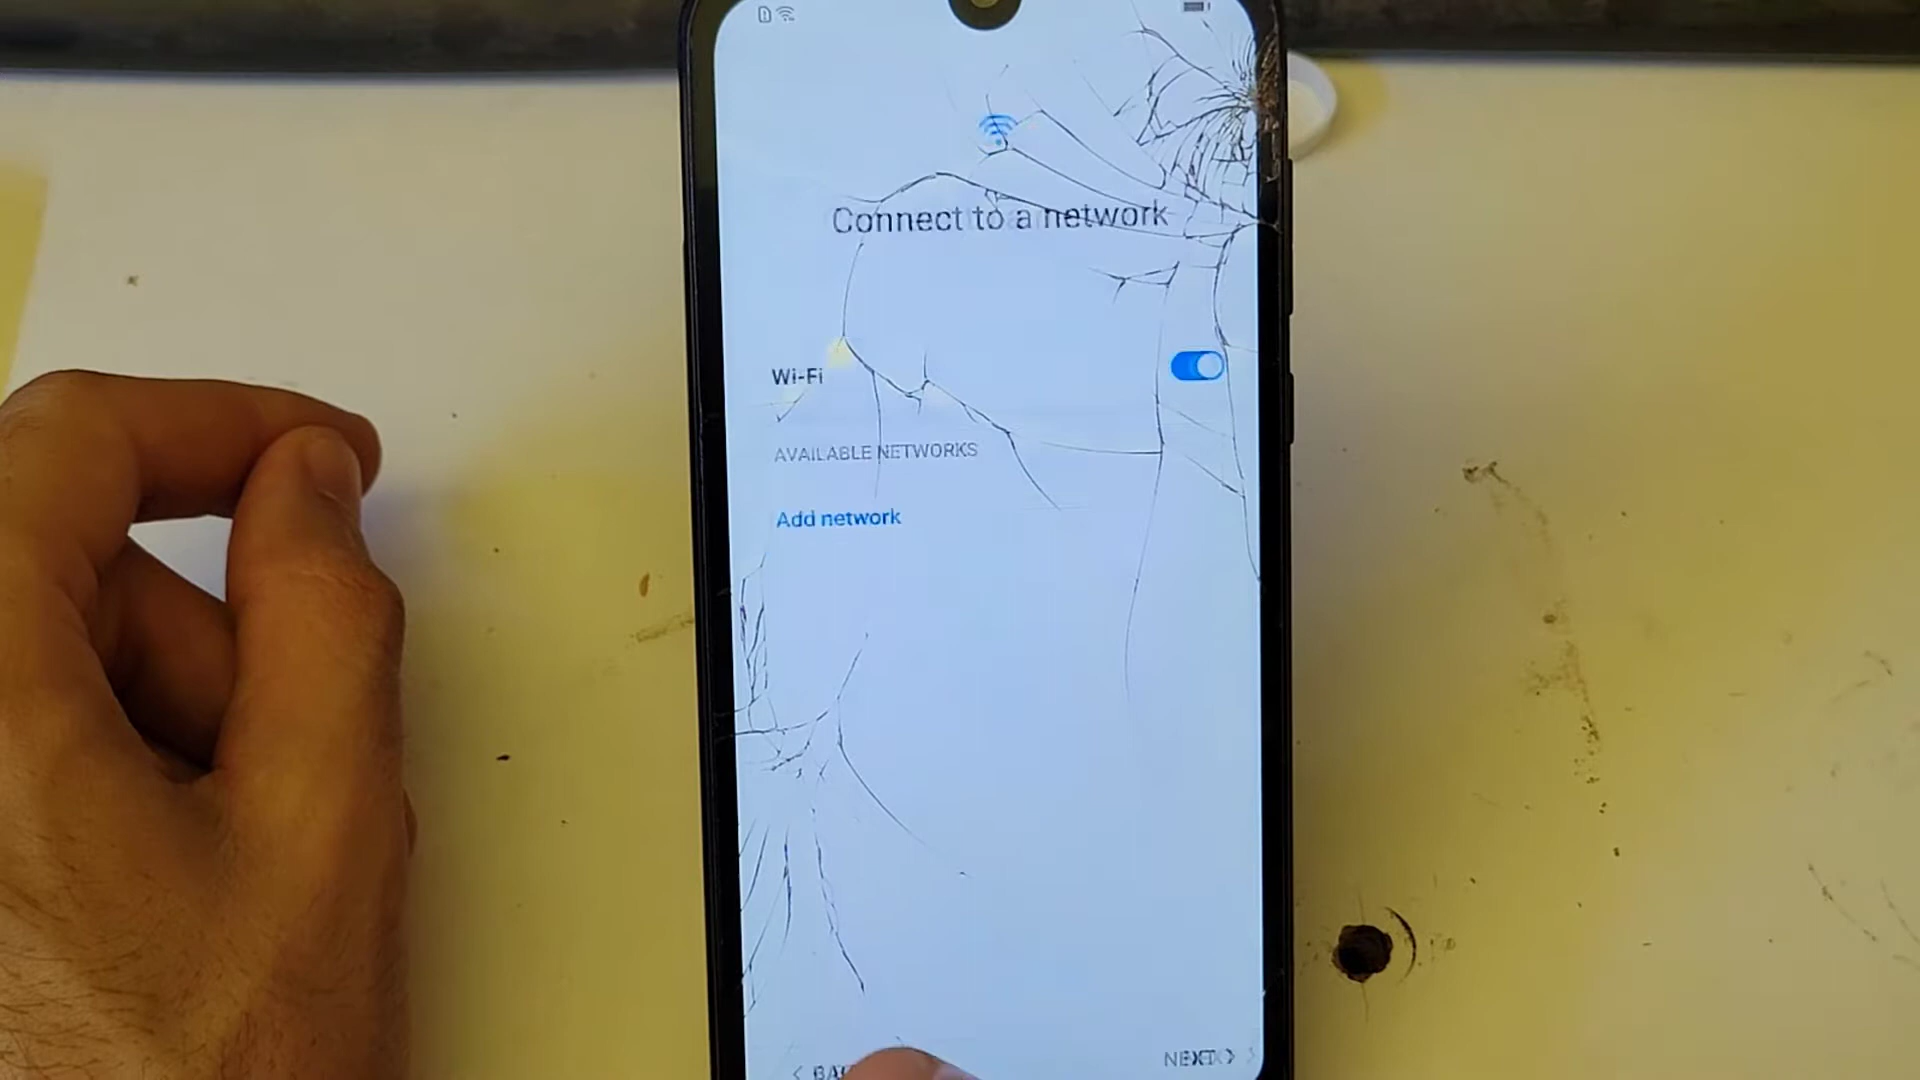 Connect to a network
Wi-Fi
AVAILABLE NETWORKS
Add network
NEXT